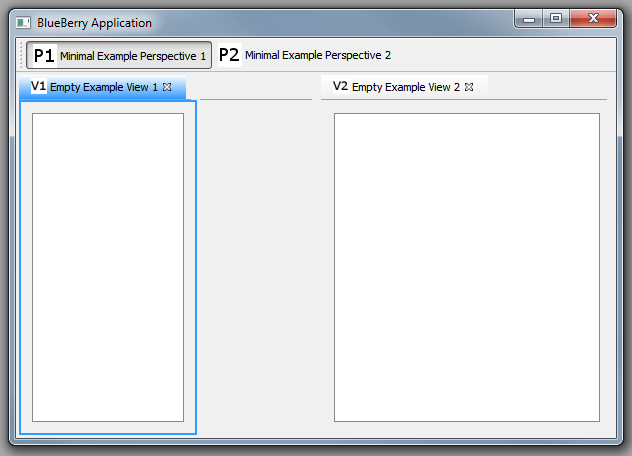 BlueBerry Application
P1 Minimal Example Perspective 1 P2 Minimal Example Perspective 2
V1 Empty Example View 1 V2 Empty Example View 2